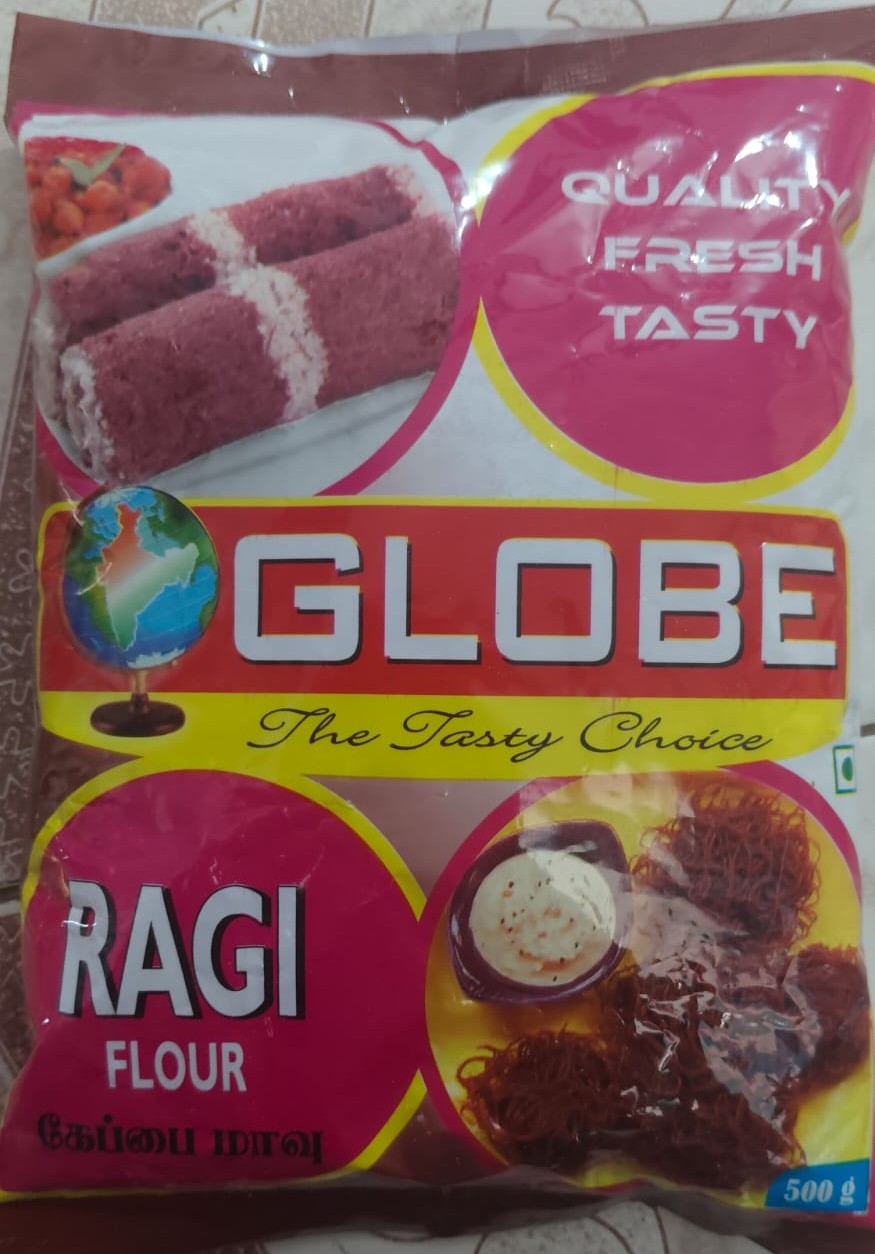 QUALITY
FRESH
TASTY
GLOBE
The Tasty Choice
RAGI
FLOUR
கேப்பை மாவு
500 g